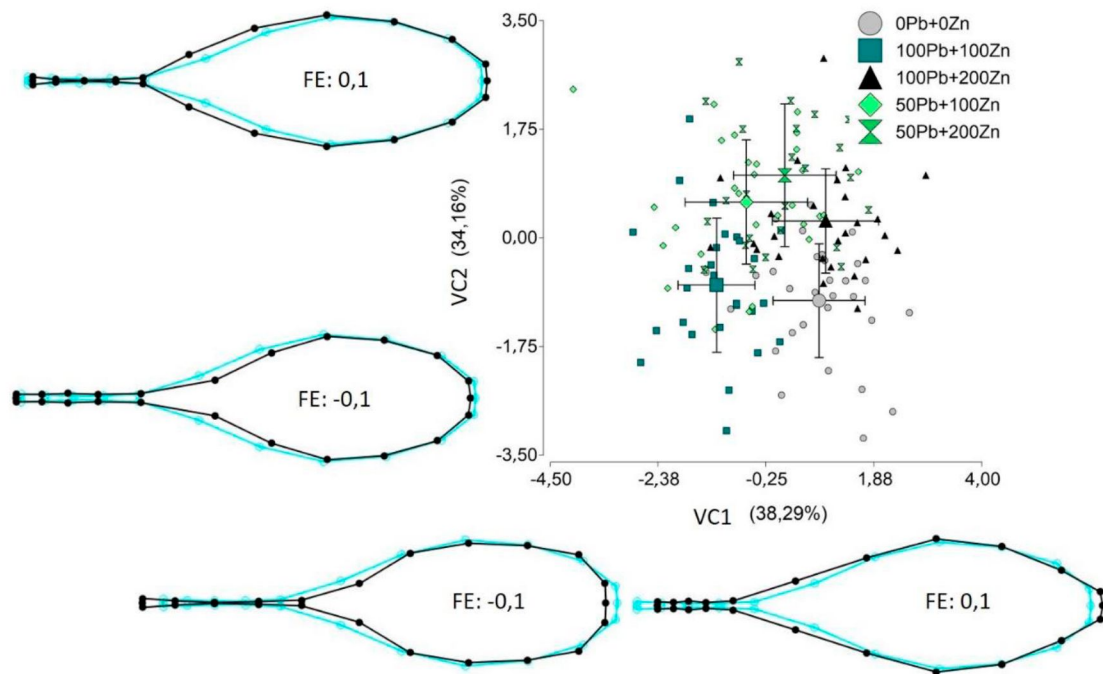 FE: 0,1
3,50
1,75
0,00
-1,75
-3,50
VC2 (34,16%)
0Pb+0Zn
100Pb+100Zn
100Pb+200Zn
50Pb+100Zn
50Pb+200Zn
FE: -0,1
-4,50 -2,38 -0,25 1,88 4,00
VC1 (38,29%)
FE: -0,1
FE: 0,1